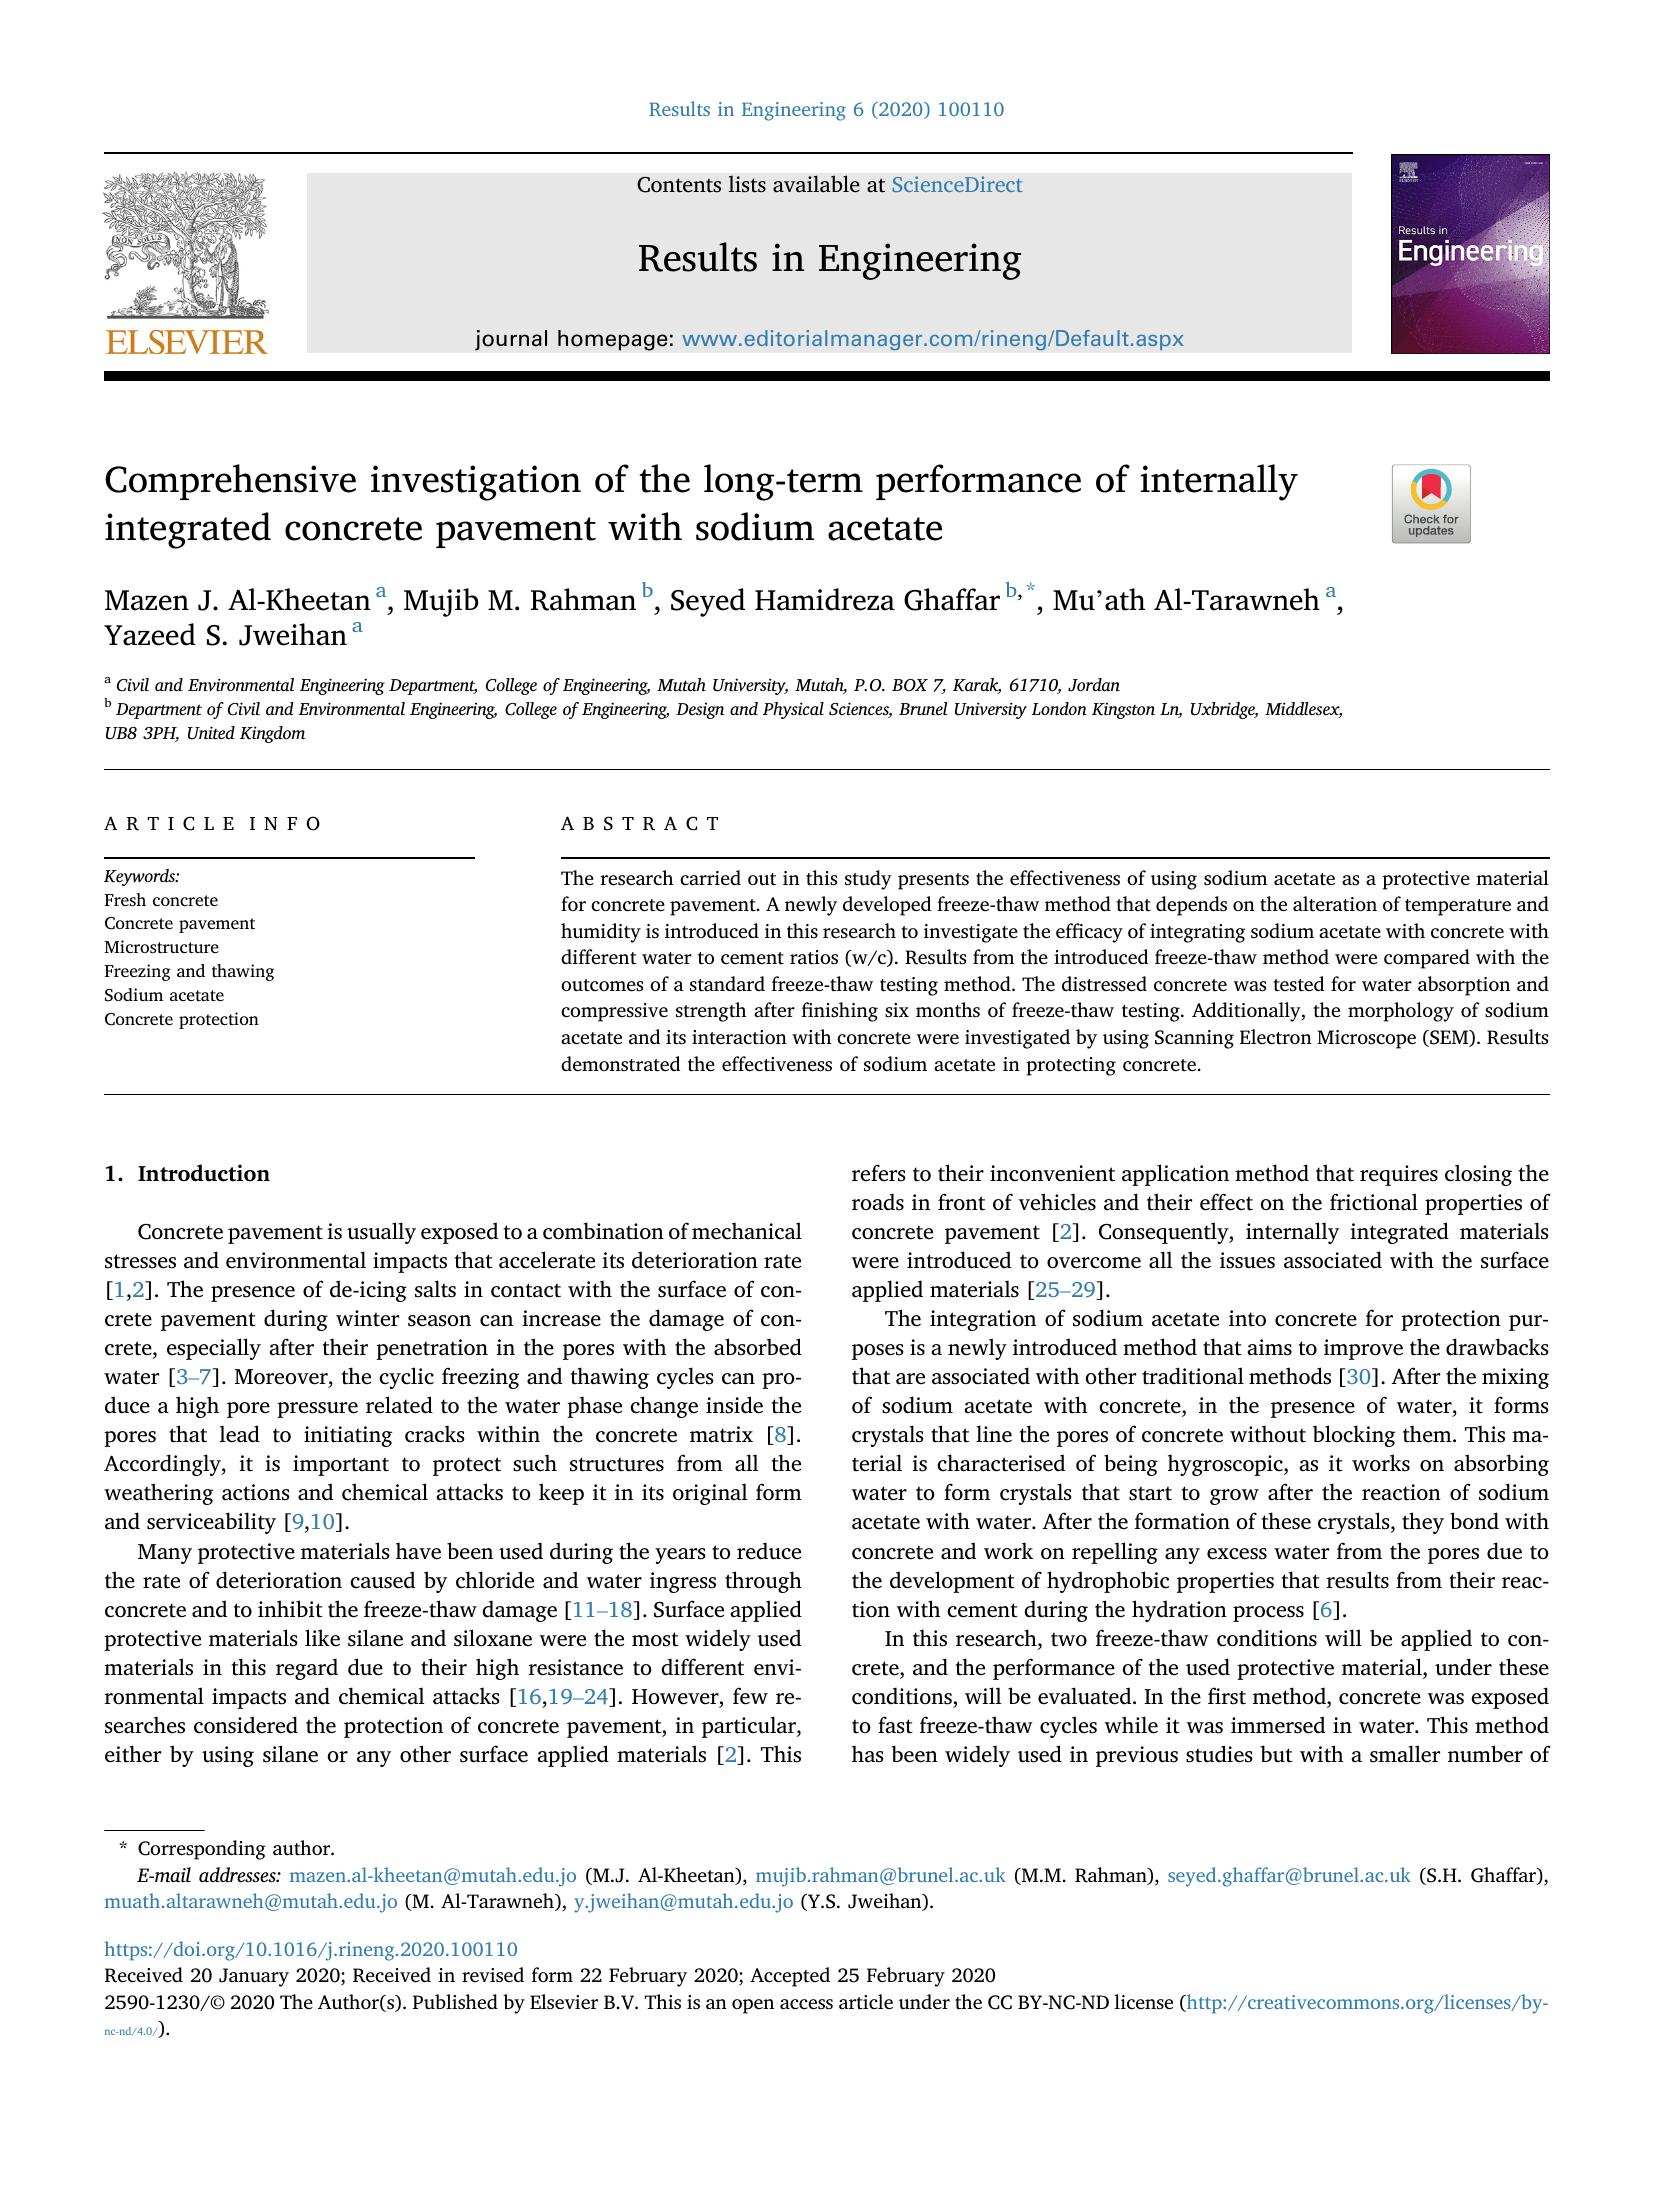 Results in Engineering 6 (2020) 100110
Contents lists available at ScienceDirect
Results in Engineering
journal homepage: www.editorialmanager.com/rineng/Default.aspx
NON SOLUS
ELSEVIER
ELSEVIER
Results in
Engineering
Comprehensive investigation of the long-term performance of internally
integrated concrete pavement with sodium acetate
Check for
updates
Mazen J. Al-Kheetan a, Mujib M. Rahman b, Seyed Hamidreza Ghaffar b,*, Mu’ath Al-Tarawneh a,
Yazeed S. Jweihan a
a Civil and Environmental Engineering Department, College of Engineering, Mutah University, Mutah, P.O. BOX 7, Karak, 61710, Jordan
b Department of Civil and Environmental Engineering, College of Engineering, Design and Physical Sciences, Brunel University London Kingston Ln, Uxbridge, Middlesex,
UB8 3PH, United Kingdom
A R T I C L E I N F O
Keywords:
Fresh concrete
Concrete pavement
Microstructure
Freezing and thawing
Sodium acetate
Concrete protection
A B S T R A C T
The research carried out in this study presents the effectiveness of using sodium acetate as a protective material
for concrete pavement. A newly developed freeze-thaw method that depends on the alteration of temperature and
humidity is introduced in this research to investigate the efficacy of integrating sodium acetate with concrete with
different water to cement ratios (w/c). Results from the introduced freeze-thaw method were compared with the
outcomes of a standard freeze-thaw testing method. The distressed concrete was tested for water absorption and
compressive strength after finishing six months of freeze-thaw testing. Additionally, the morphology of sodium
acetate and its interaction with concrete were investigated by using Scanning Electron Microscope (SEM). Results
demonstrated the effectiveness of sodium acetate in protecting concrete.
1. Introduction
Concrete pavement is usually exposed to a combination of mechanical
stresses and environmental impacts that accelerate its deterioration rate
[1,2]. The presence of de-icing salts in contact with the surface of con-
crete pavement during winter season can increase the damage of con-
crete, especially after their penetration in the pores with the absorbed
water [3–7]. Moreover, the cyclic freezing and thawing cycles can pro-
duce a high pore pressure related to the water phase change inside the
pores that lead to initiating cracks within the concrete matrix [8].
Accordingly, it is important to protect such structures from all the
weathering actions and chemical attacks to keep it in its original form
and serviceability [9,10].
Many protective materials have been used during the years to reduce
the rate of deterioration caused by chloride and water ingress through
concrete and to inhibit the freeze-thaw damage [11–18]. Surface applied
protective materials like silane and siloxane were the most widely used
materials in this regard due to their high resistance to different envi-
ronmental impacts and chemical attacks [16,19–24]. However, few re-
searches considered the protection of concrete pavement, in particular,
either by using silane or any other surface applied materials [2]. This
refers to their inconvenient application method that requires closing the
roads in front of vehicles and their effect on the frictional properties of
concrete pavement [2]. Consequently, internally integrated materials
were introduced to overcome all the issues associated with the surface
applied materials [25–29].
The integration of sodium acetate into concrete for protection pur-
poses is a newly introduced method that aims to improve the drawbacks
that are associated with other traditional methods [30]. After the mixing
of sodium acetate with concrete, in the presence of water, it forms
crystals that line the pores of concrete without blocking them. This ma-
terial is characterised of being hygroscopic, as it works on absorbing
water to form crystals that start to grow after the reaction of sodium
acetate with water. After the formation of these crystals, they bond with
concrete and work on repelling any excess water from the pores due to
the development of hydrophobic properties that results from their reac-
tion with cement during the hydration process [6].
In this research, two freeze-thaw conditions will be applied to con-
crete, and the performance of the used protective material, under these
conditions, will be evaluated. In the first method, concrete was exposed
to fast freeze-thaw cycles while it was immersed in water. This method
has been widely used in previous studies but with a smaller number of
* Corresponding author.
E-mail addresses: mazen.al-kheetan@mutah.edu.jo (M.J. Al-Kheetan), mujib.rahman@brunel.ac.uk (M.M. Rahman), seyed.ghaffar@brunel.ac.uk (S.H. Ghaffar),
muath.altarawneh@mutah.edu.jo (M. Al-Tarawneh), y.jweihan@mutah.edu.jo (Y.S. Jweihan).
https://doi.org/10.1016/j.rineng.2020.100110
Received 20 January 2020; Received in revised form 22 February 2020; Accepted 25 February 2020
2590-1230/© 2020 The Author(s). Published by Elsevier B.V. This is an open access article under the CC BY-NC-ND license (http://creativecommons.org/licenses/by-
nc-nd/4.0/).